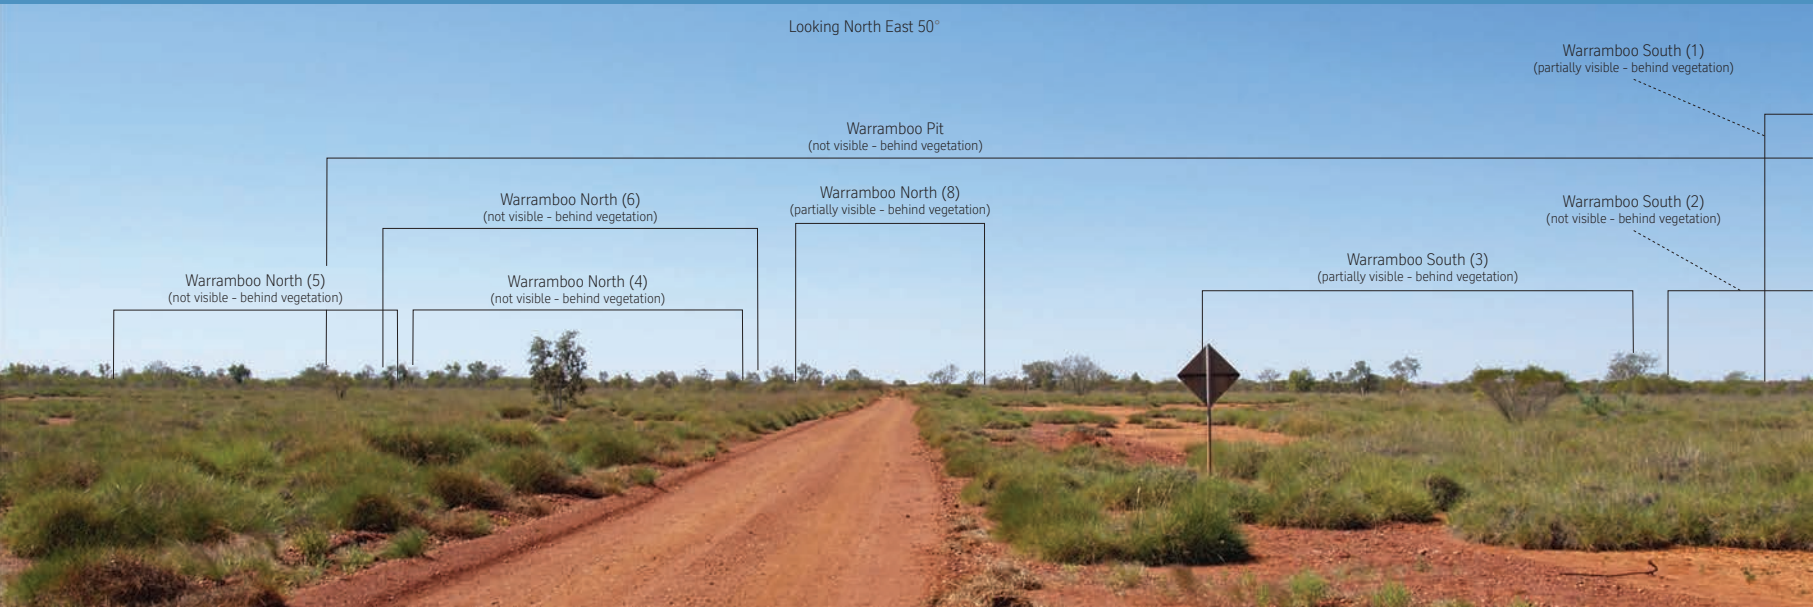 Looking North East 50°
Warramboo South (1)
(partially visible - behind vegetation)
Warramboo Pit
(not visible - behind vegetation)
Warramboo North (6)
(not visible - behind vegetation)
Warramboo North (8)
(partially visible - behind vegetation)
Warramboo South (2)
(not visible - behind vegetation)
Warramboo North (5)
(not visible - behind vegetation)
Warramboo North (4)
(not visible - behind vegetation)
Warramboo South (3)
(partially visible - behind vegetation)